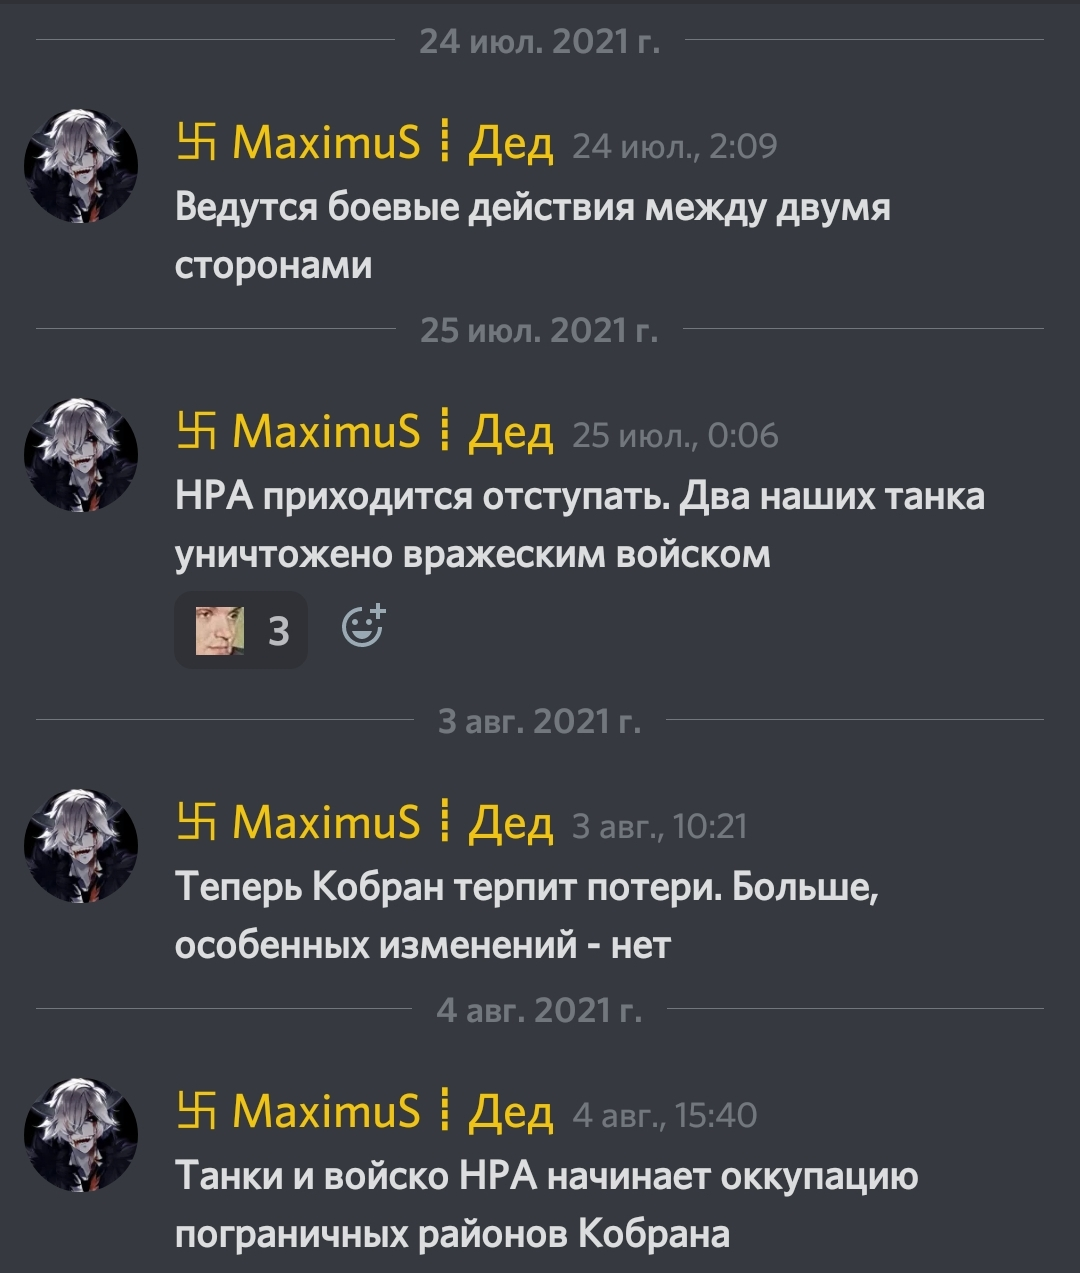 24 июл. 2021 г.
卐 MaximuS ┋ Дед 24 июл., 2:09
Ведутся боевые действия между двумя
сторонами
25 июл. 2021 г.
卐 MaximuS ┋ Дед 25 июл., 0:06
НРА приходится отступать. Два наших танка
уничтожено вражеским войском
3
3 авг. 2021 г.
卐 MaximuS ┋ Дед 3 авг., 10:21
Теперь Кобран терпит потери. Больше,
особенных изменений - нет
4 авг. 2021 г.
卐 MaximuS ┋ Дед 4 авг., 15:40
Танки и войско НРА начинает оккупацию
пограничных районов Кобрана